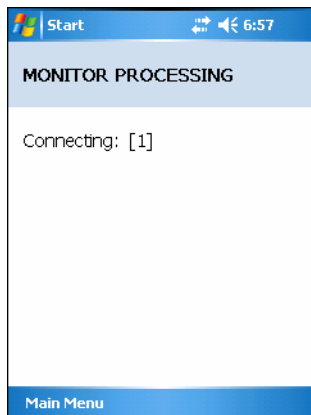 Start 6:57
MONITOR PROCESSING
Connecting: [1]
Main Menu